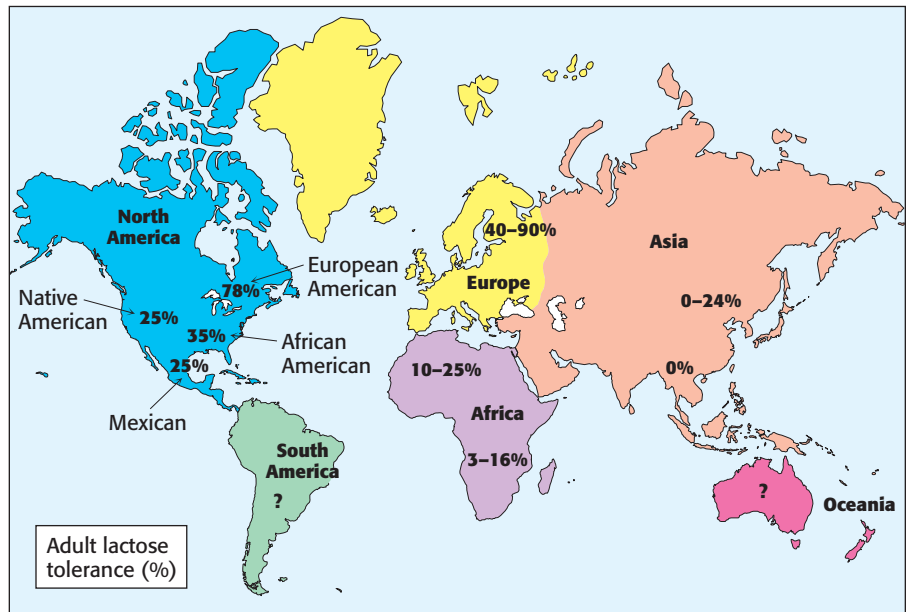 North
America
40–90%
Asia
European
American
78%
Europe
Native
American
25%
0–24%
35%
African
American
25%
10–25%
0%
Mexican
Africa
South
America
?
3–16%
?
Oceania
Adult lactose
tolerance (%)